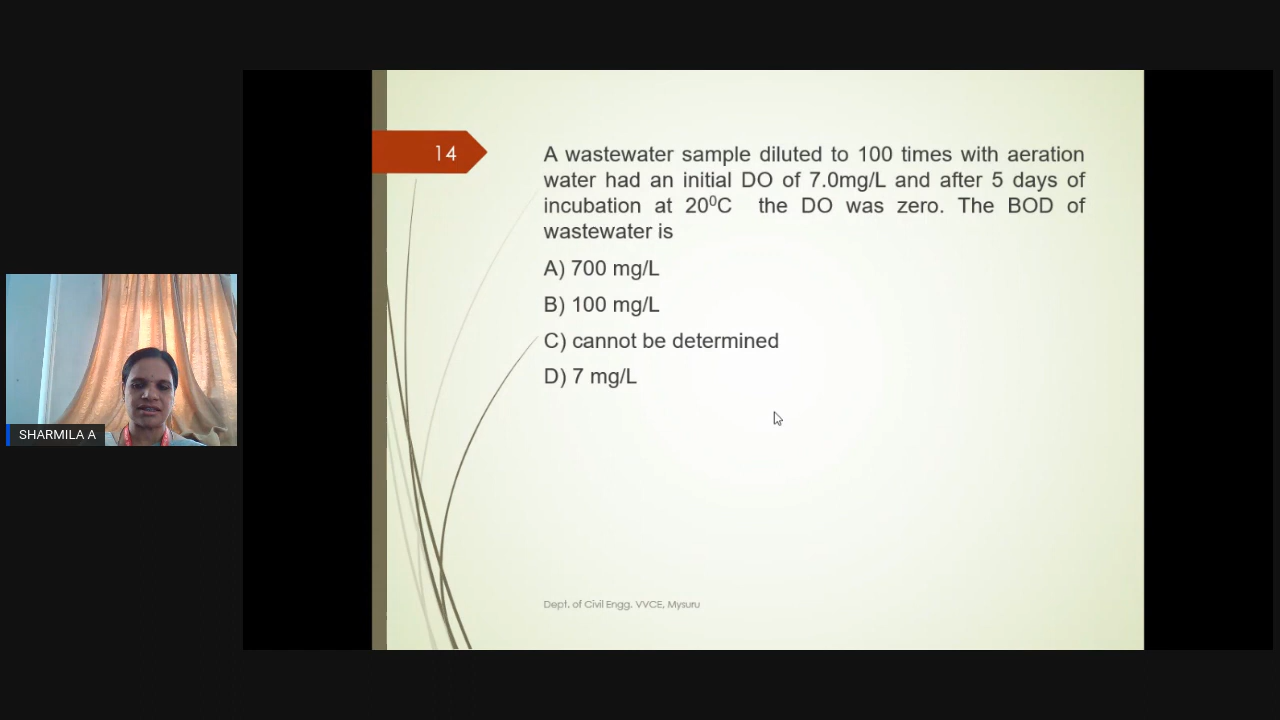 14
A wastewater sample diluted to 100 times with aeration
water had an initial DO of 7.0mg/L and after 5 days of
incubation at 20⁰C the DO was zero. The BOD of
wastewater is
A) 700 mg/L
B) 100 mg/L
C) cannot be determined
D) 7 mg/L
SHARMILA A
Dept. of Civil Engg. VVCE, Mysuru